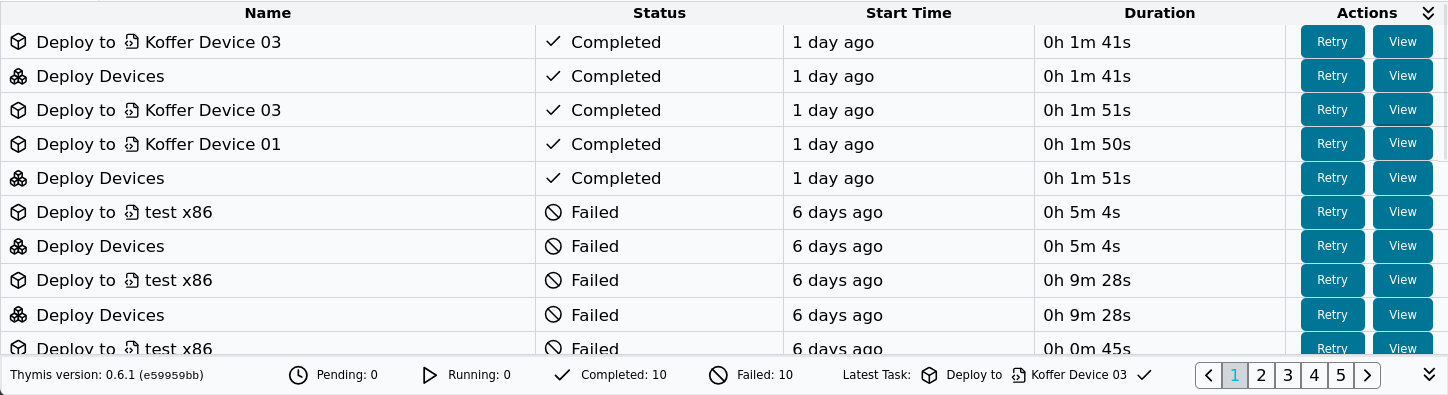 Name Status Start Time Duration Actions
Deploy to Koffer Device 03 Completed 1 day ago 0h 1m 41s Retry View
Deploy Devices Completed 1 day ago 0h 1m 41s Retry View
Deploy to Koffer Device 03 Completed 1 day ago 0h 1m 51s Retry View
Deploy to Koffer Device 01 Completed 1 day ago 0h 1m 50s Retry View
Deploy Devices Completed 1 day ago 0h 1m 51s Retry View
Deploy to test x86 Failed 6 days ago 0h 5m 4s Retry View
Deploy Devices Failed 6 days ago 0h 5m 4s Retry View
Deploy to test x86 Failed 6 days ago 0h 9m 28s Retry View
Deploy Devices Failed 6 days ago 0h 9m 28s Retry View
Deploy to test x86 Failed 6 days ago 0h 0m 45s Retry View
Thymis version: 0.6.1 (e59959bb) Pending: 0 Running: 0 Completed: 10 Failed: 10 Latest Task: Deploy to Koffer Device 03 1 2 3 4 5